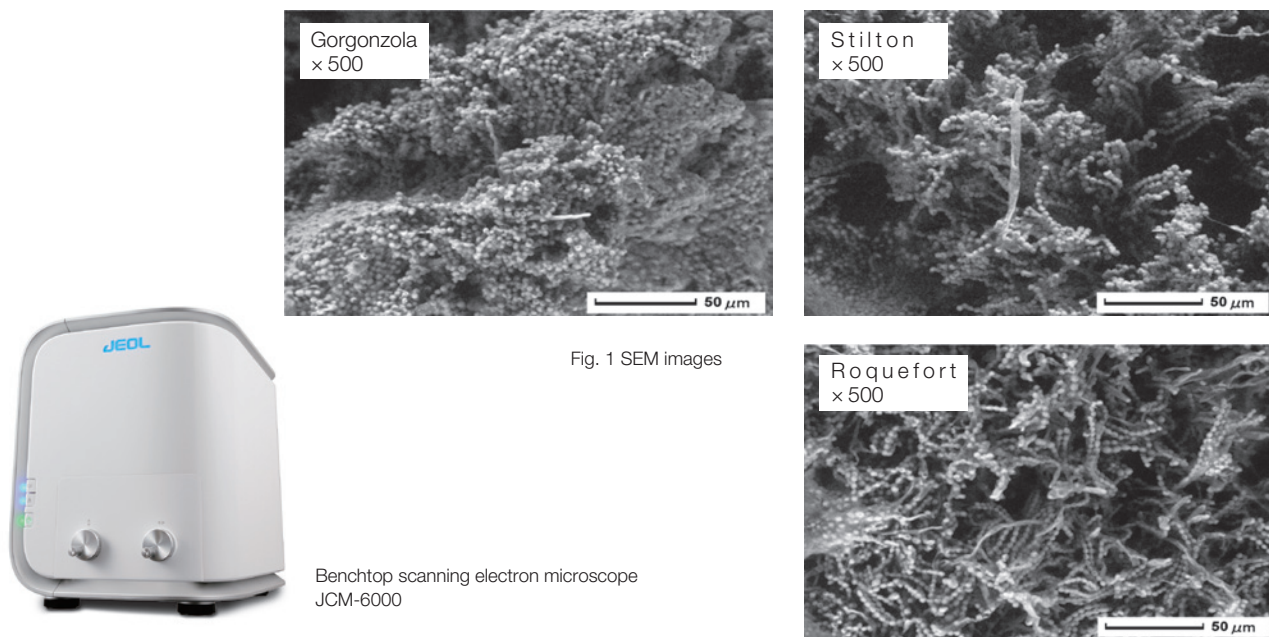 Gorgonzola
× 500
50 μm
Stilton
× 500
50 μm
Fig. 1 SEM images
Roquefort
× 500
50 μm
JEOL
Benchtop scanning electron microscope
JCM-6000